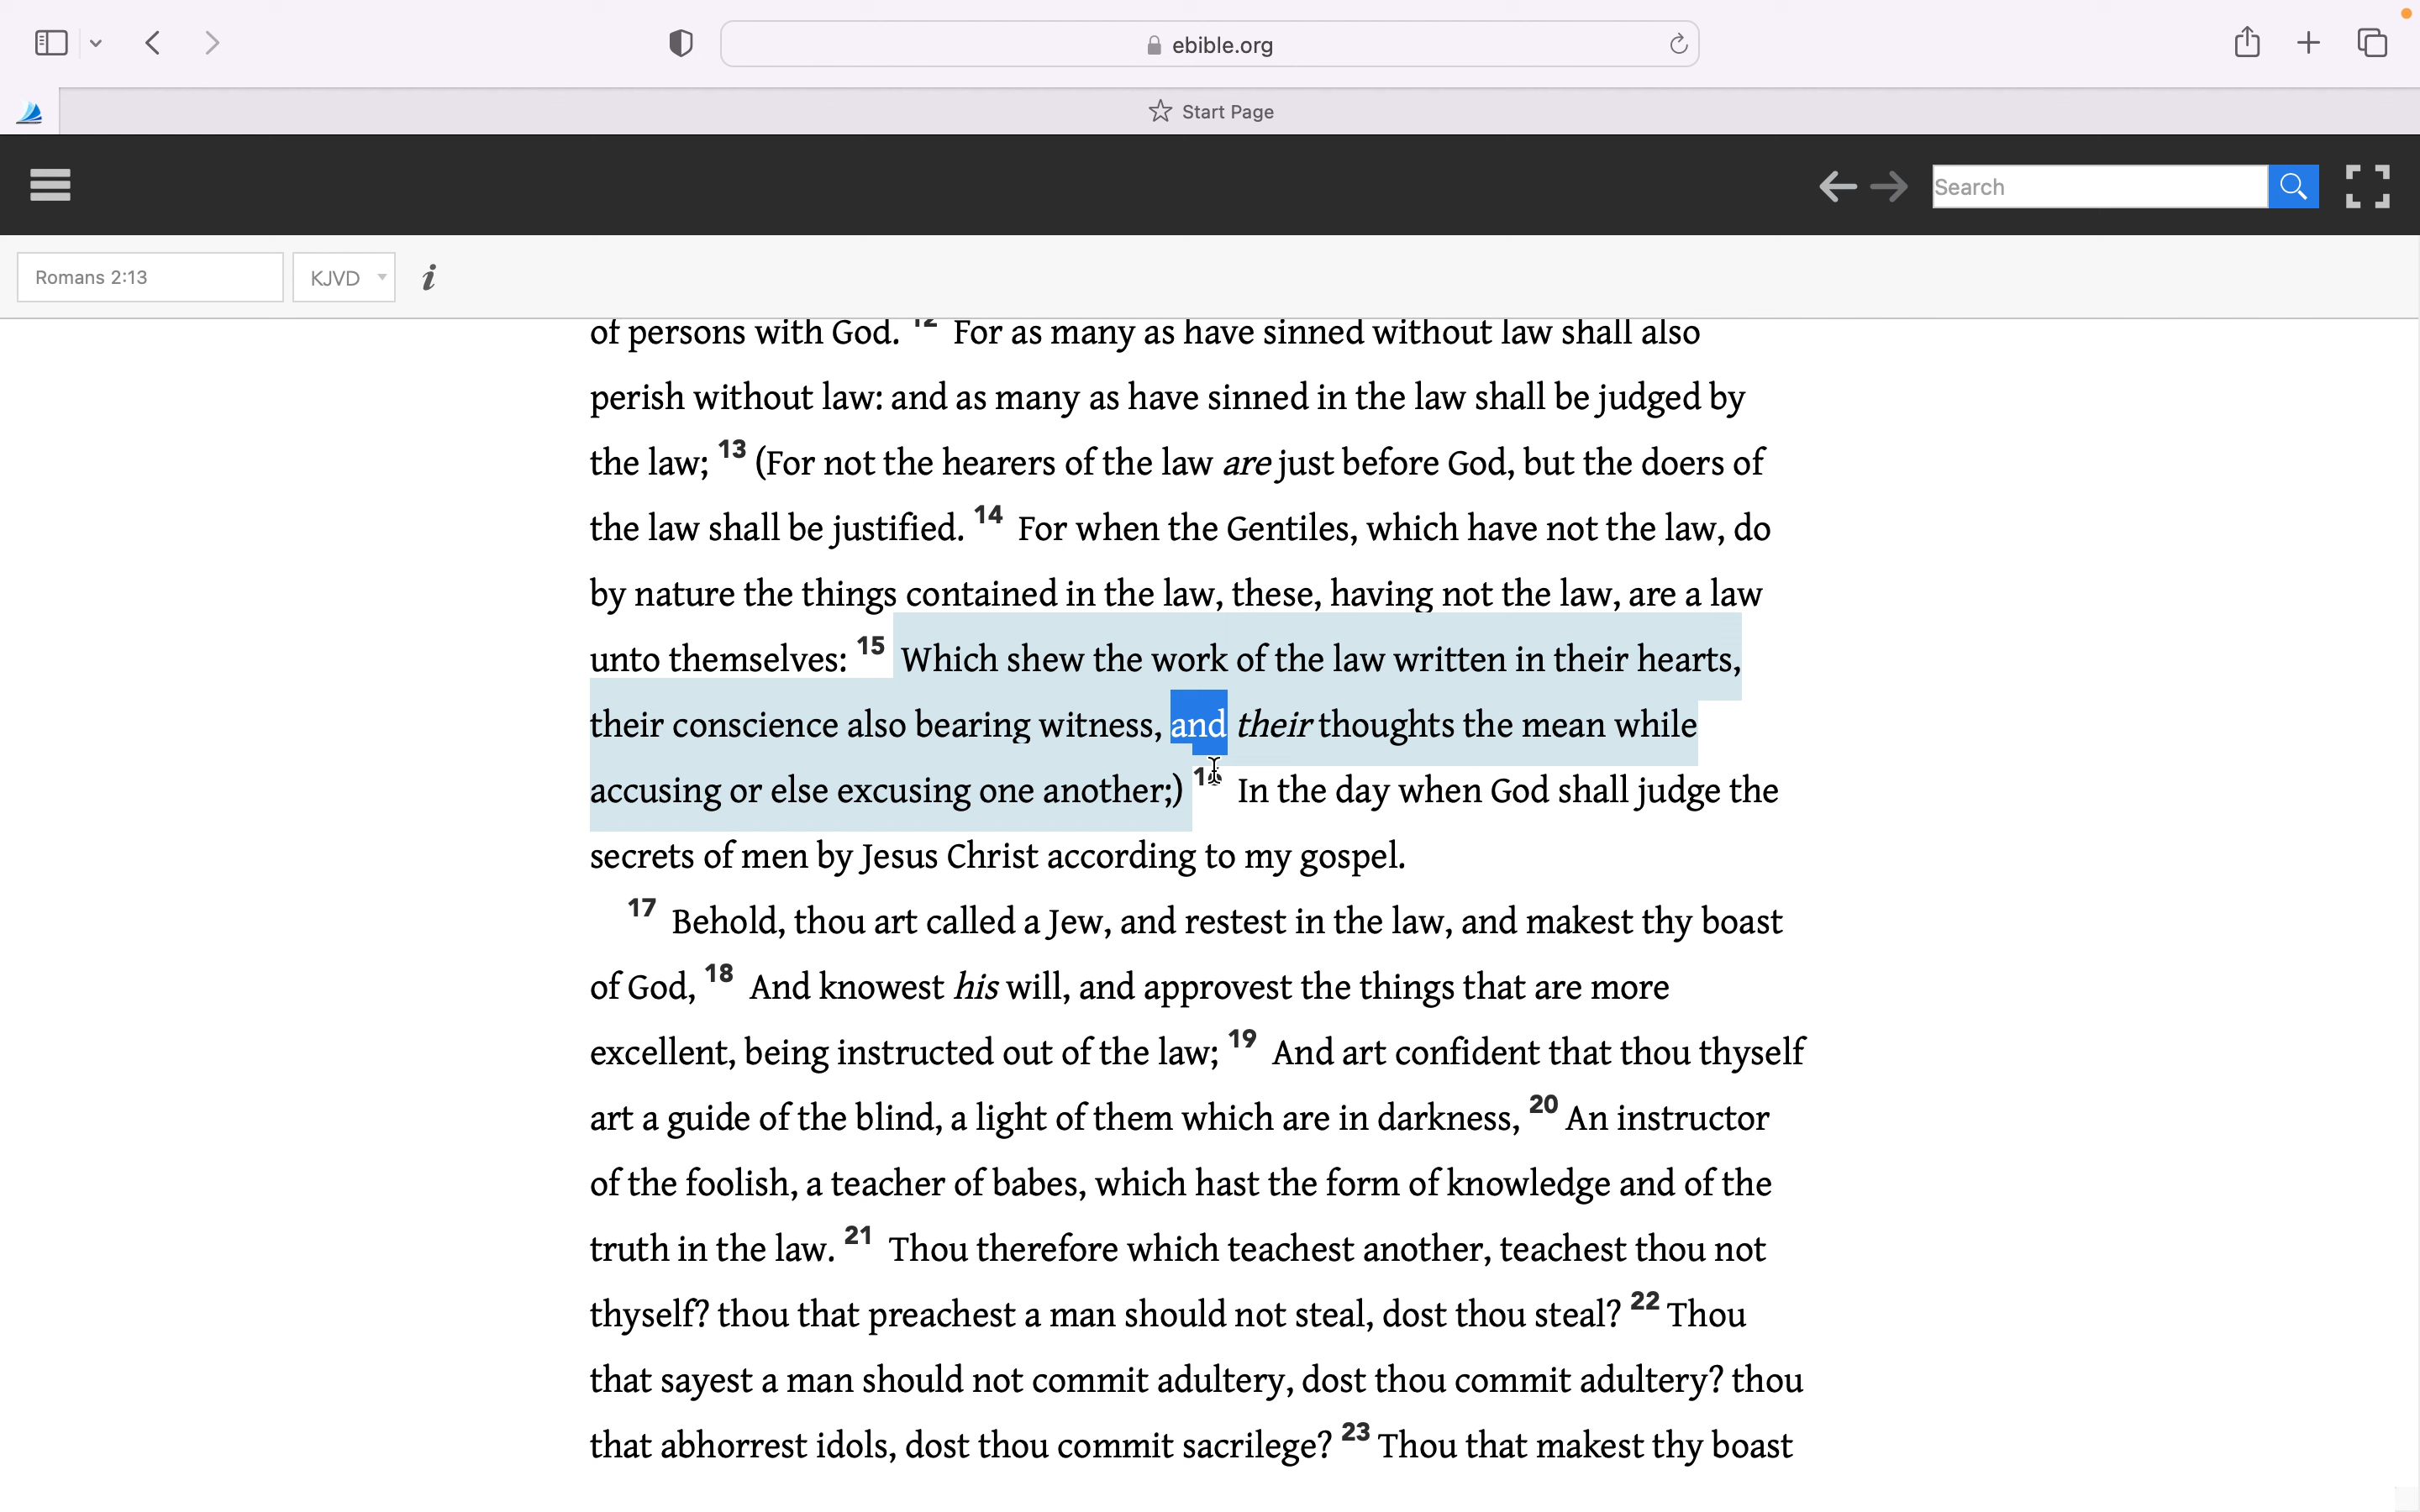 ebible.org
Start Page
Search
Romans 2:13
KJVD
i
of persons with God. 12 For as many as have sinned without law shall also
perish without law: and as many as have sinned in the law shall be judged by
the law; 13 (For not the hearers of the law are just before God, but the doers of
the law shall be justified. 14 For when the Gentiles, which have not the law, do
by nature the things contained in the law, these, having not the law, are a law
unto themselves: 15 Which shew the work of the law written in their hearts,
their conscience also bearing witness, and their thoughts the mean while
accusing or else excusing one another;) 16 In the day when God shall judge the
secrets of men by Jesus Christ according to my gospel.
17 Behold, thou art called a Jew, and restest in the law, and makest thy boast
of God, 18 And knowest his will, and approvest the things that are more
excellent, being instructed out of the law; 19 And art confident that thou thyself
art a guide of the blind, a light of them which are in darkness, 20 An instructor
of the foolish, a teacher of babes, which hast the form of knowledge and of the
truth in the law. 21 Thou therefore which teachest another, teachest thou not
thyself? thou that preachest a man should not steal, dost thou steal? 22 Thou
that sayest a man should not commit adultery, dost thou commit adultery? thou
that abhorrest idols, dost thou commit sacrilege? 23 Thou that makest thy boast